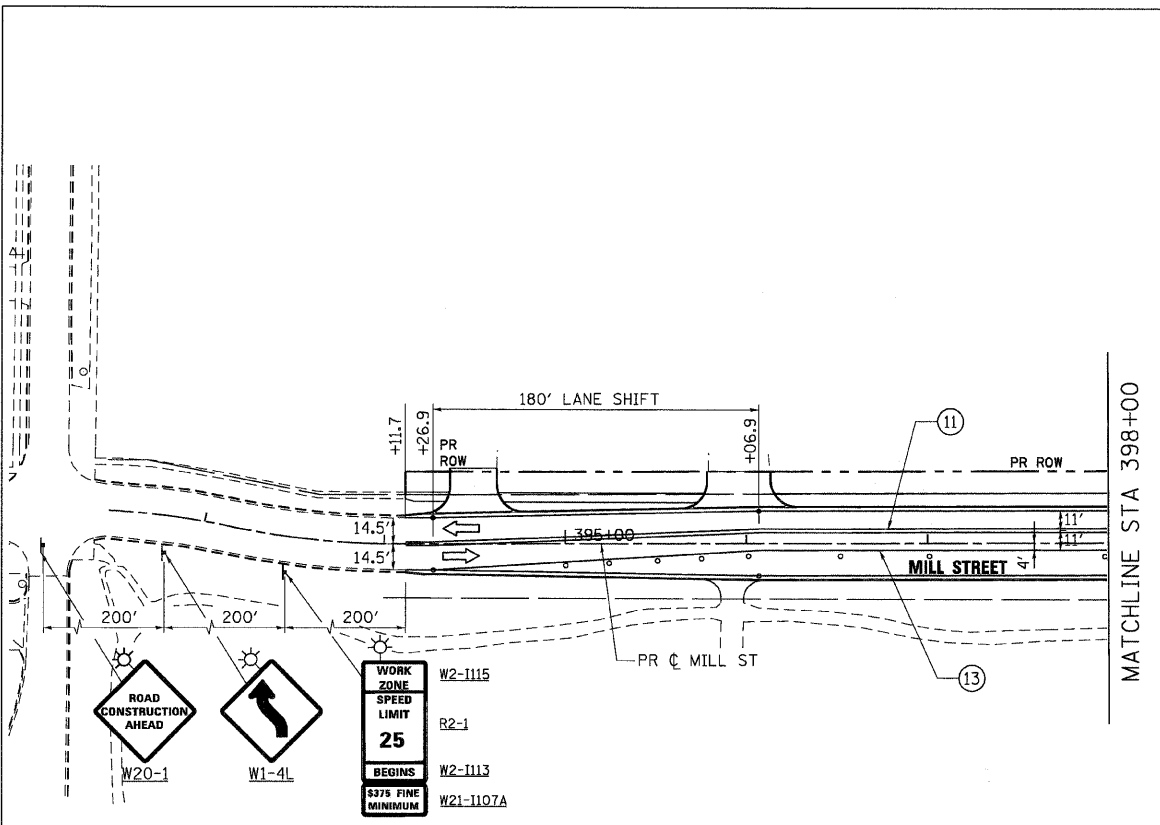 180' LANE SHIFT
+11.7
+26.9
+06.9
PR
ROW
PR ROW
11
14.5'
14.5'
395+00
11'
11'
4'
MILL STREET
MATCHLINE STA 398+00
200'
200'
200'
PR ℄ MILL ST
13
ROAD
CONSTRUCTION
AHEAD
W20-1
W1-4L
WORK
ZONE
SPEED
LIMIT
25
BEGINS
$375 FINE
MINIMUM
W2-I115
R2-1
W2-I113
W21-I107A